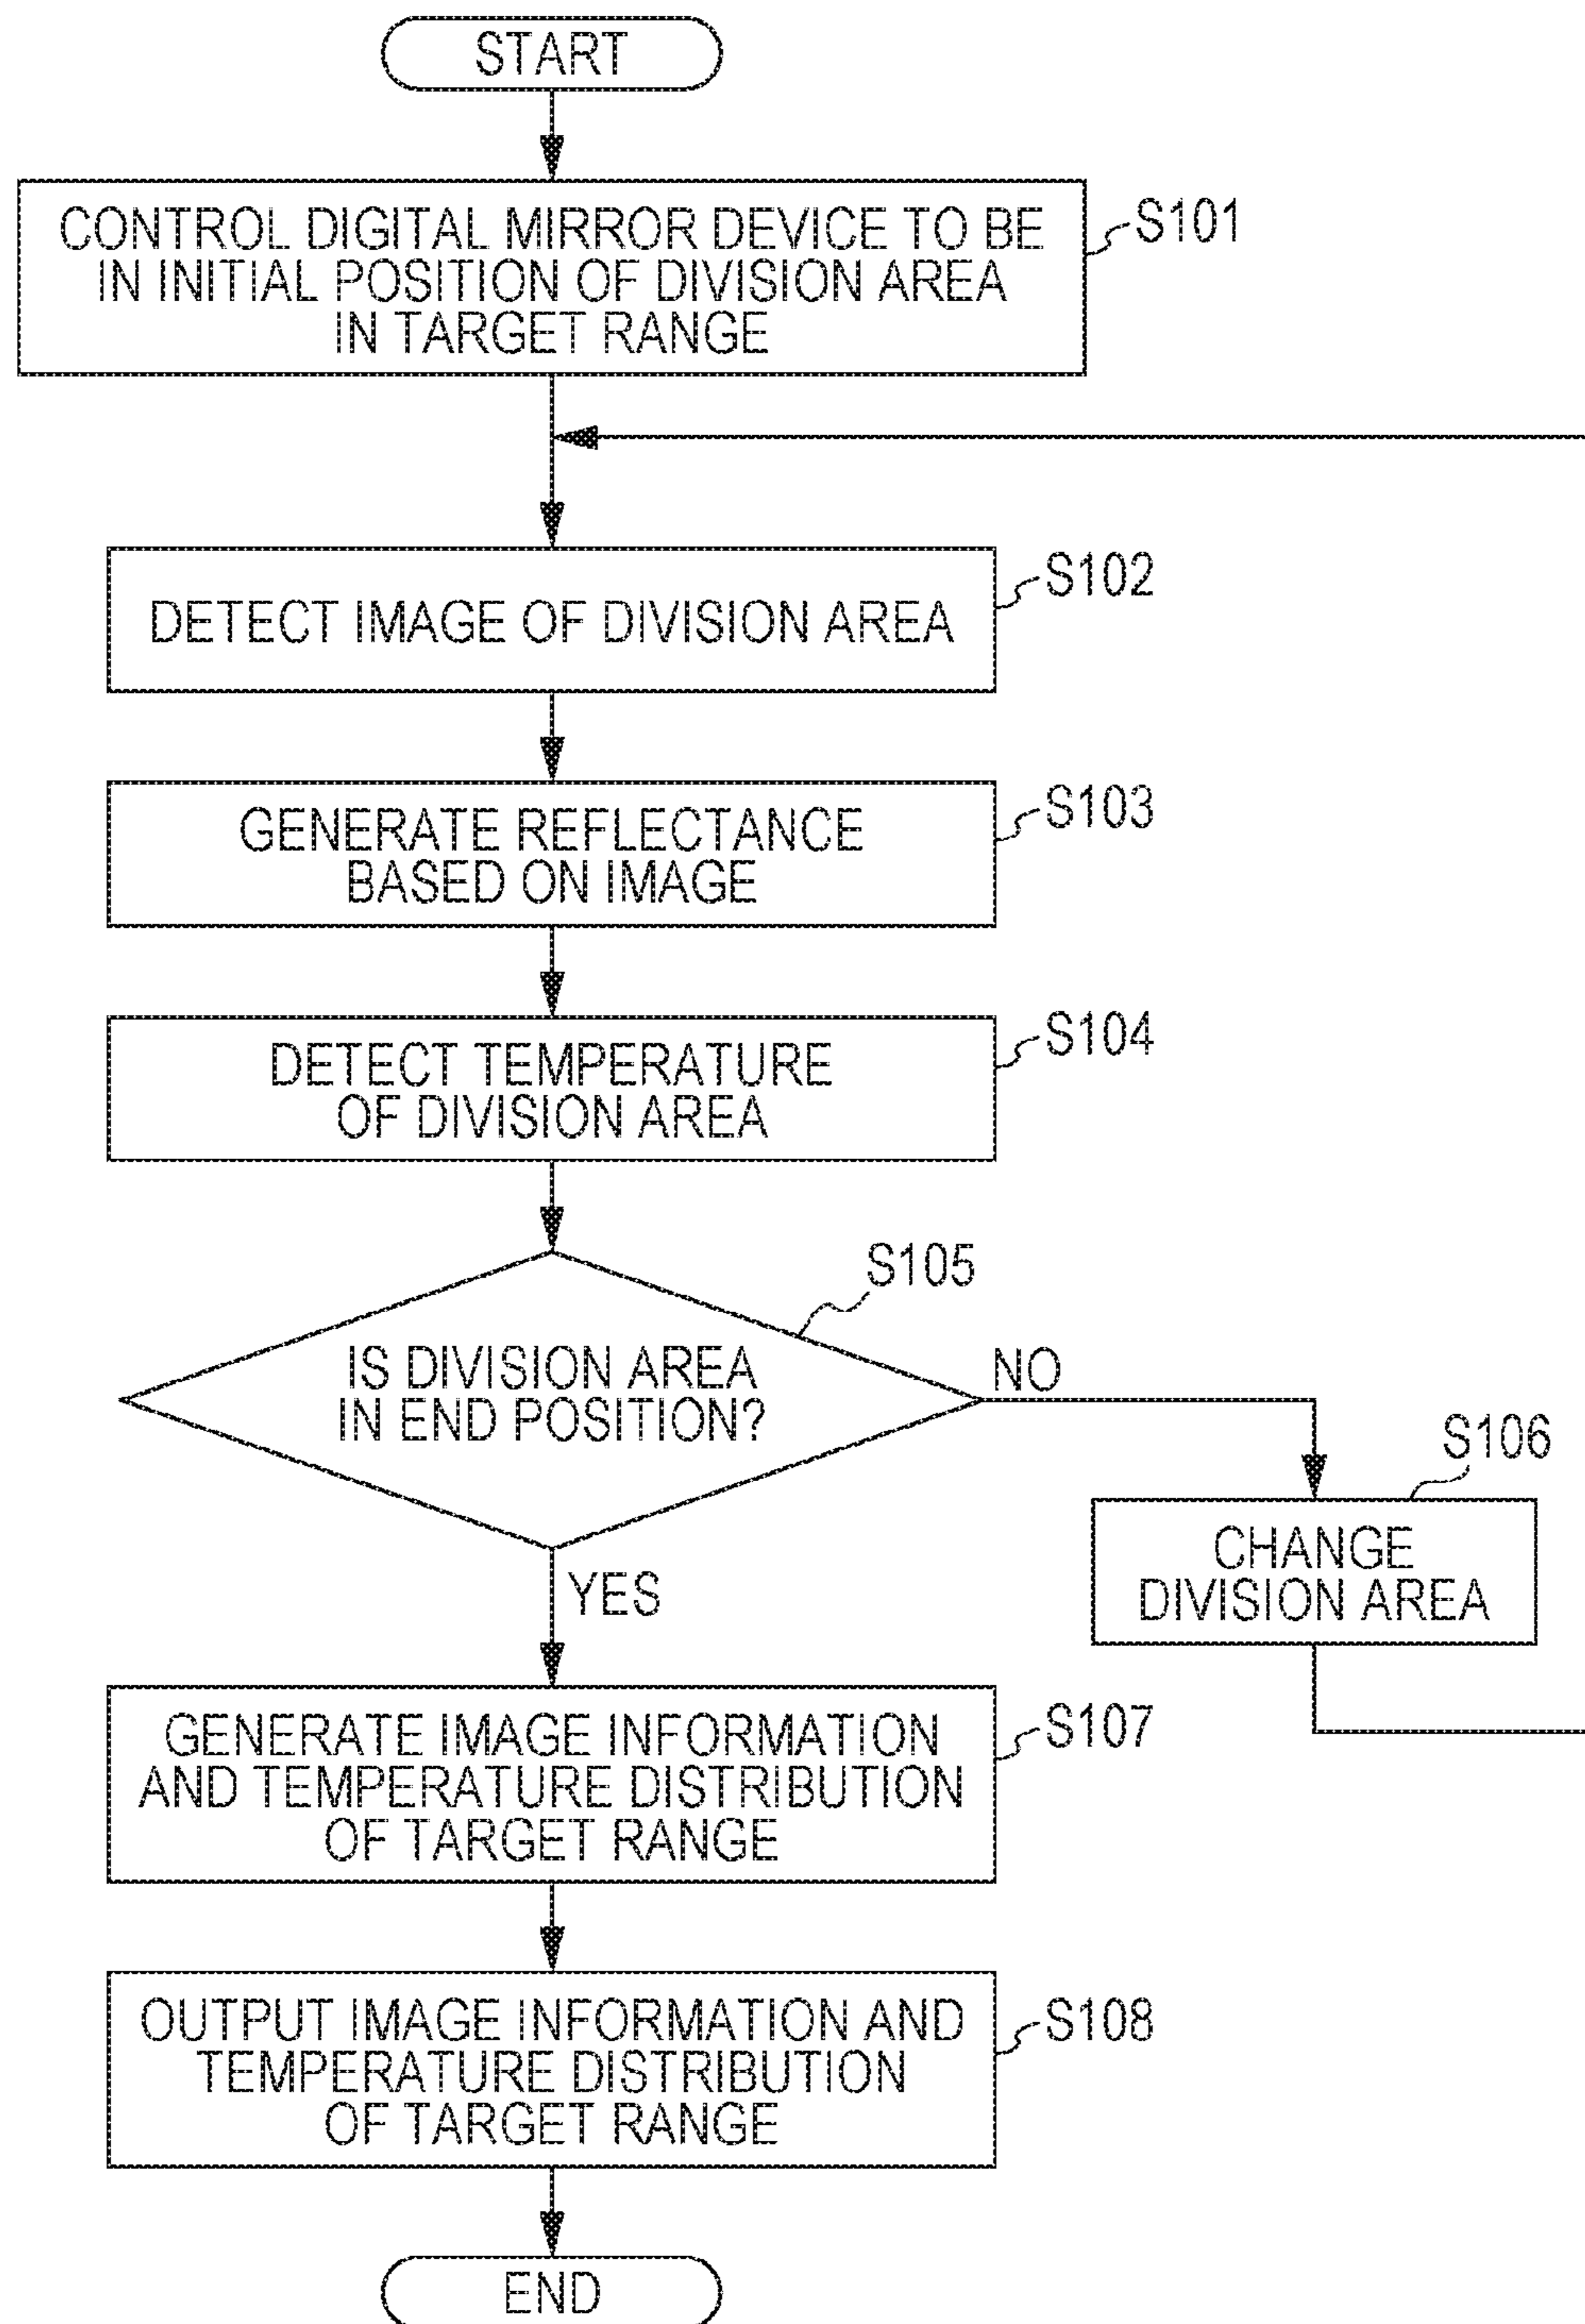 START
CONTROL DIGITAL MIRROR DEVICE TO BE
IN INITIAL POSITION OF DIVISION AREA
IN TARGET RANGE
S101
DETECT IMAGE OF DIVISION AREA
S102
GENERATE REFLECTANCE
BASED ON IMAGE
S103
DETECT TEMPERATURE
OF DIVISION AREA
S104
IS DIVISION AREA
IN END POSITION?
S105
NO
S106
CHANGE
DIVISION AREA
YES
GENERATE IMAGE INFORMATION
AND TEMPERATURE DISTRIBUTION
OF TARGET RANGE
S107
OUTPUT IMAGE INFORMATION AND
TEMPERATURE DISTRIBUTION
OF TARGET RANGE
S108
END